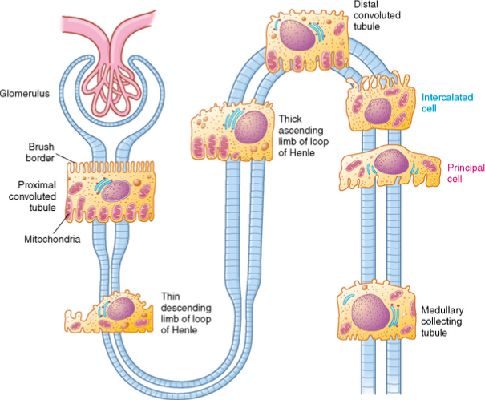 Distal
convoluted
tubule
Glomerulus
Intercalated
cell
Thick
ascending
limb of loop
of Henle
Brush
border
Principal
cell
Proximal
convoluted
tubule
Mitochondria
Thin
descending
limb of loop
of Henle
Medullary
collecting
tubule